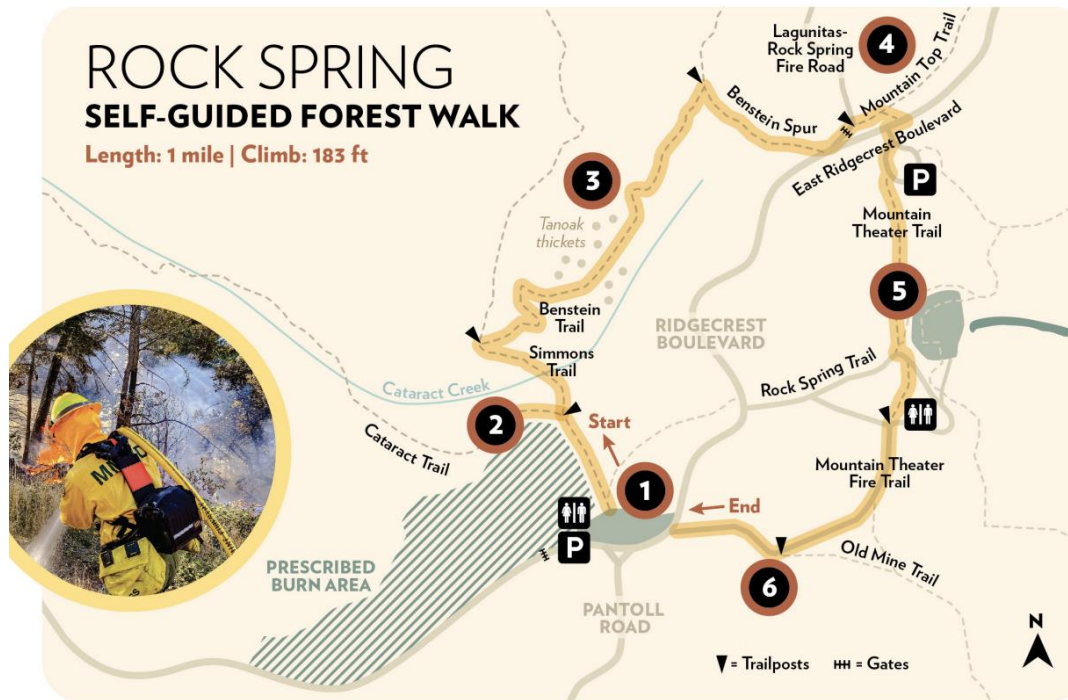 ROCK SPRING
SELF-GUIDED FOREST WALK
Length: 1 mile | Climb: 183 ft
Lagunitas-
Rock Spring
Fire Road
4
Mountain Top Trail
Benstein Spur
East Ridgecrest Boulevard
P
3
Tanoak
thickets
Mountain
Theater Trail
5
Benstein
Trail
RIDGECREST
BOULEVARD
Simmons
Trail
Rock Spring Trail
Cataract Creek
2
Start
Cataract Trail
Mountain Theater
Fire Trail
1
End
P
Old Mine Trail
PRESCRIBED
BURN AREA
6
PANTOLL
ROAD
N
= Trailposts
= Gates